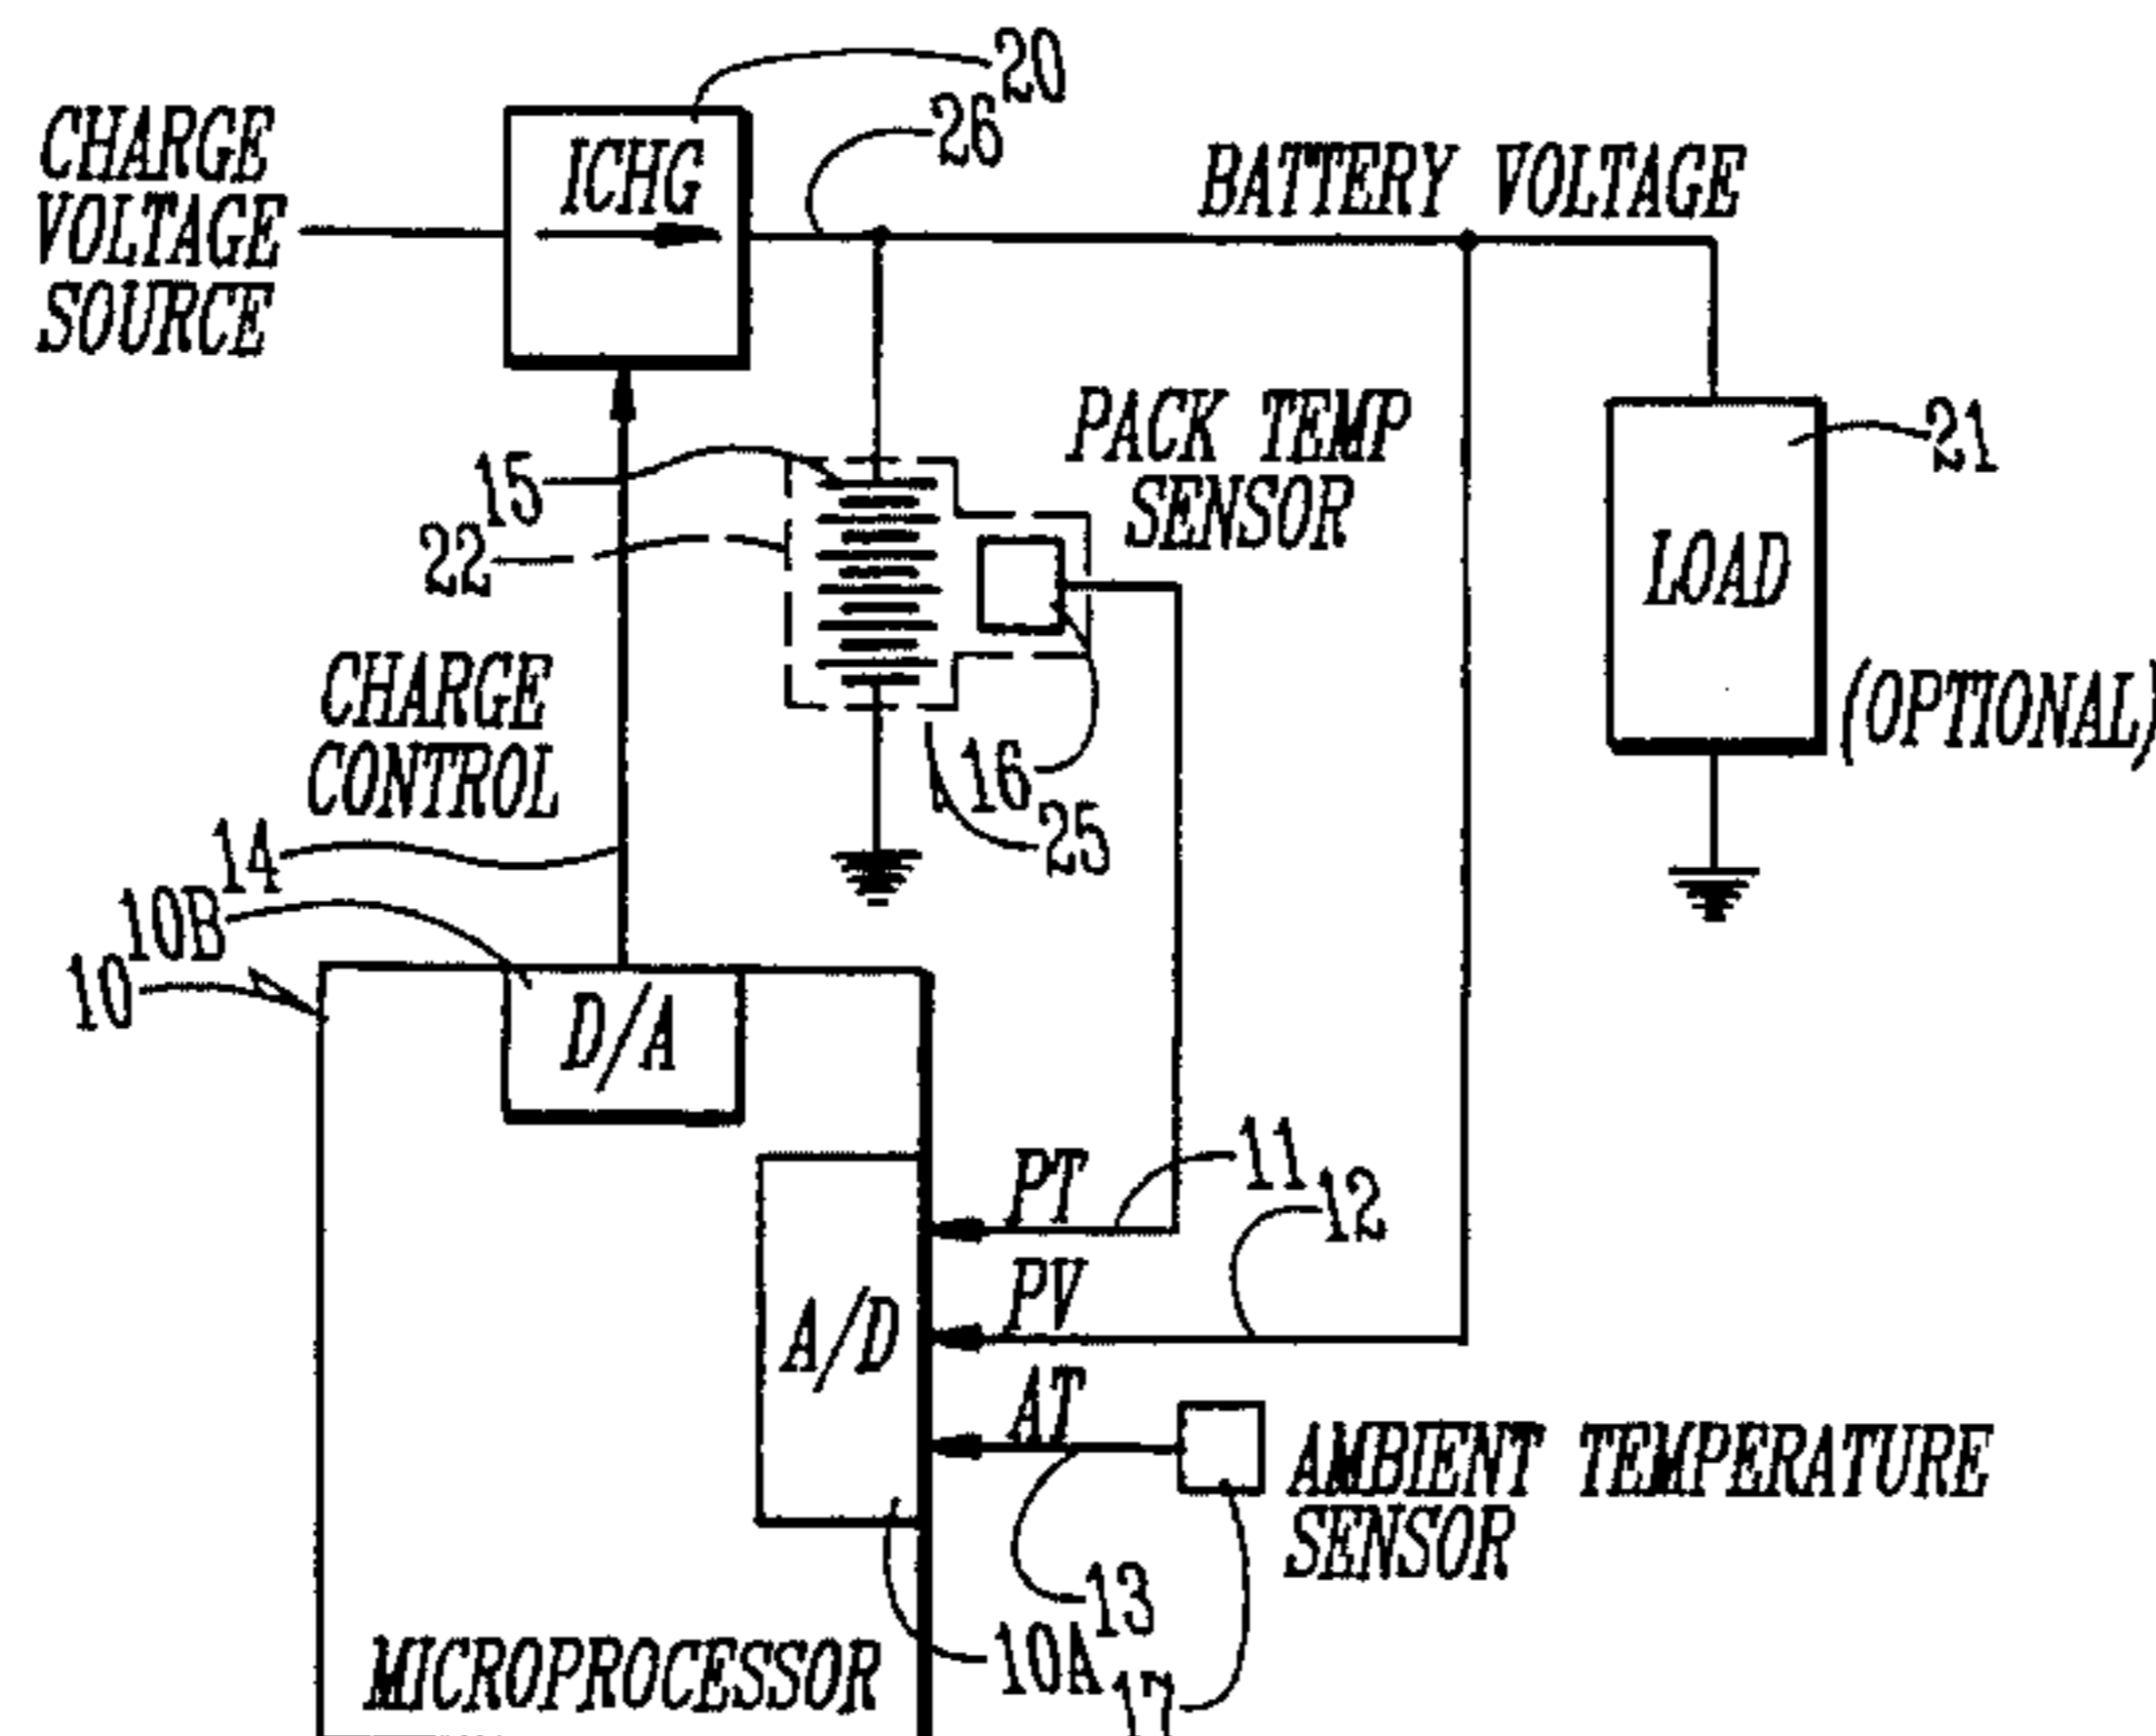 20
26
CHARGE
VOLTAGE
SOURCE
ICHG
BATTERY VOLTAGE
PACK TEMP
SENSOR
15
22
21
LOAD
(OPTIONAL)
CHARGE
CONTROL
16
25
14
10B
10
D/A
11
12
PT
PV
A/D
AT
AMBIENT TEMPERATURE
SENSOR
13
10A
17
MICROPROCESSOR